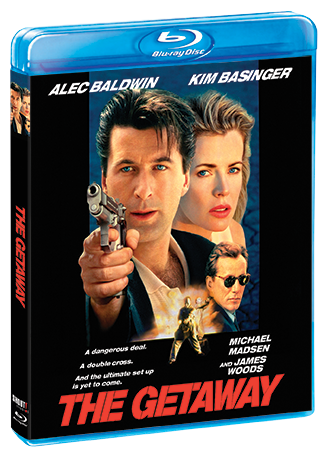 Blu-ray Disc
ALEC BALDWIN
KIM BASINGER
A dangerous deal.
A double cross.
And the ultimate set up
is yet to come.
MICHAEL
MADSEN
AND JAMES
WOODS
THE GETAWAY
THE GETAWAY
SHOUT!